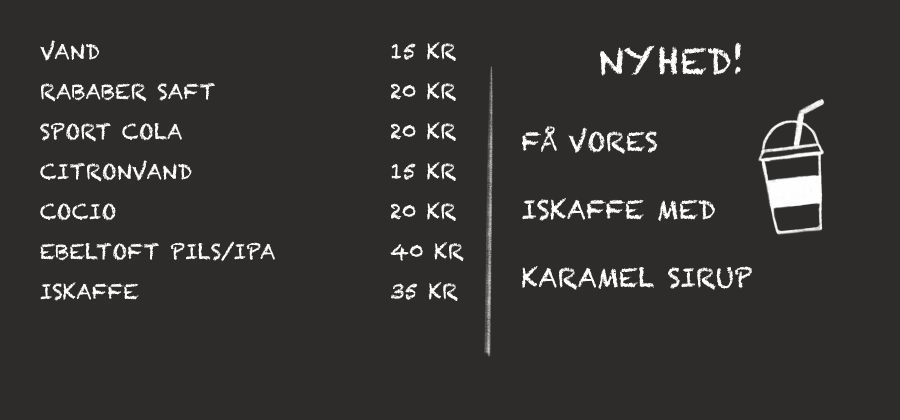 VAND 15 KR
RABABER SAFT 20 KR
SPORT COLA 20 KR
CITRONVAND 15 KR
COCIO 20 KR
EBELTOFT PILS/IPA 40 KR
ISKAFFE 35 KR
NYHED!
FÅ VORES
ISKAFFE MED
KARAMEL SIRUP